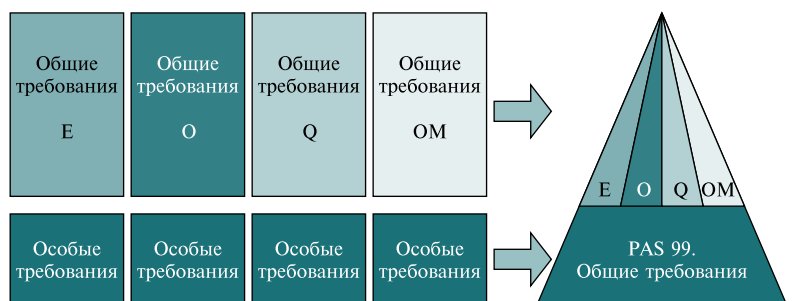 Общие
требования
E
Общие
требования
O
Общие
требования
Q
Общие
требования
OM
Особые
требования
Особые
требования
Особые
требования
Особые
требования
E O Q OM
PAS 99.
Общие требования